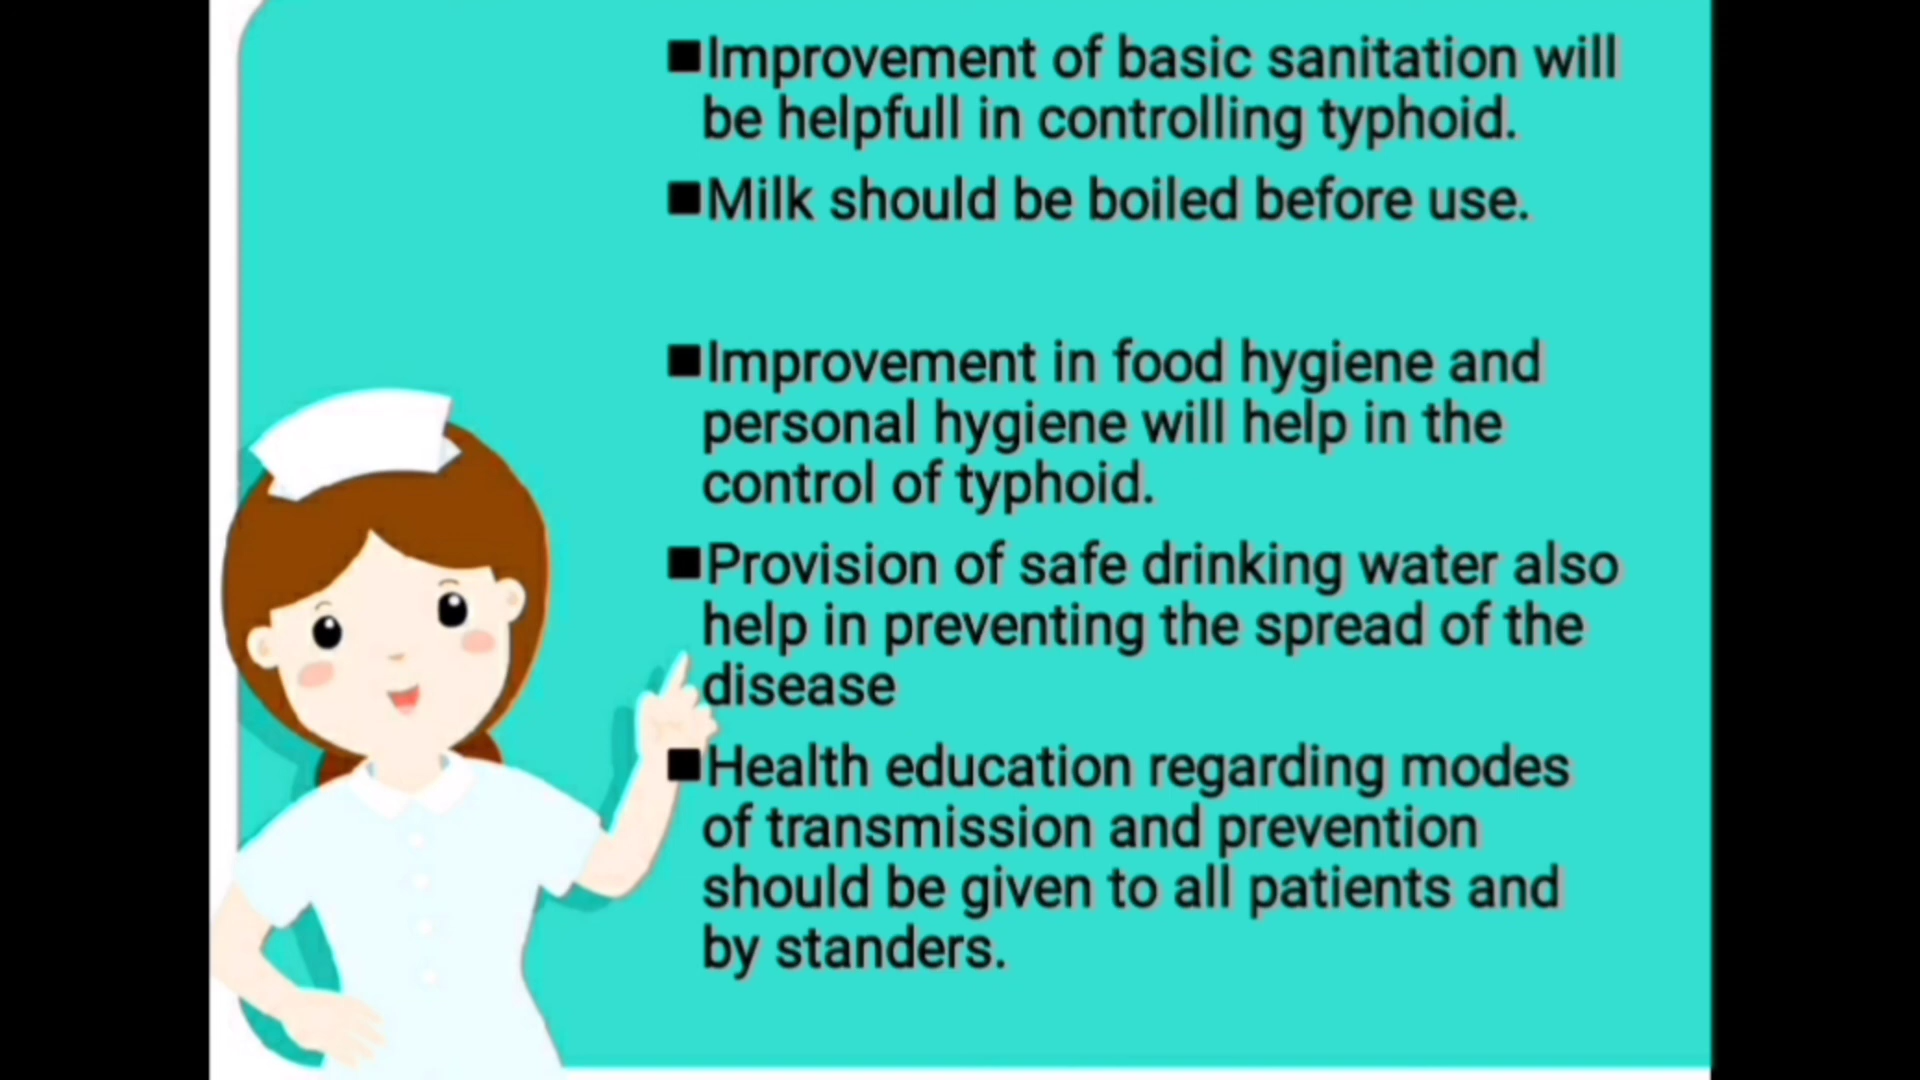 ■Improvement of basic sanitation will
be helpfull in controlling typhoid.
■Milk should be boiled before use.
■Improvement in food hygiene and
personal hygiene will help in the
control of typhoid.
■Provision of safe drinking water also
help in preventing the spread of the
disease
■Health education regarding modes
of transmission and prevention
should be given to all patients and
by standers.